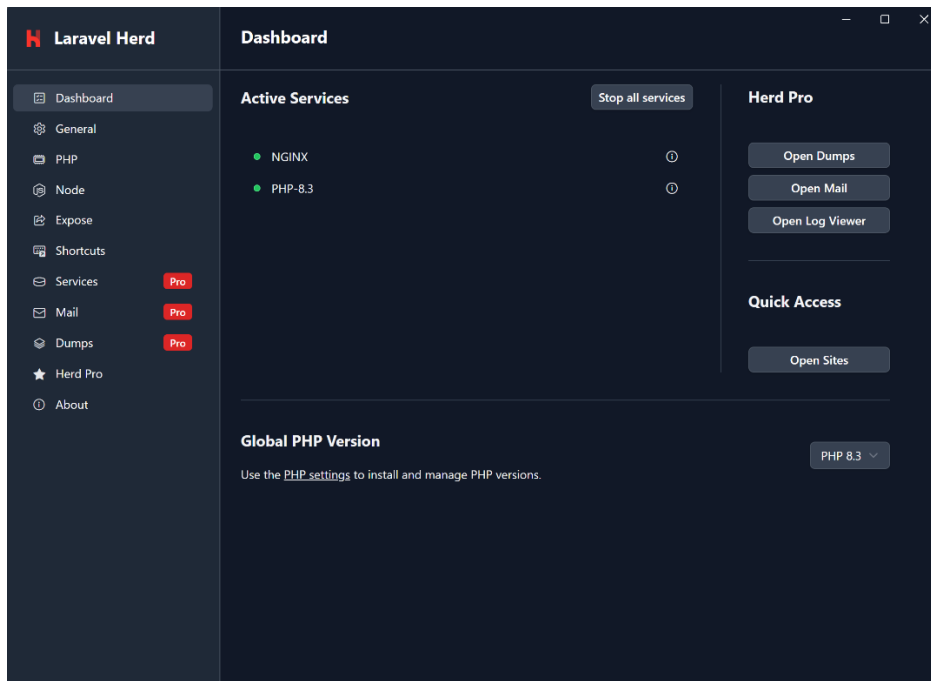 Laravel Herd
Dashboard
General
PHP
Node
Expose
Shortcuts
Services Pro
Mail Pro
Dumps Pro
Herd Pro
About
Dashboard
Active Services
Stop all services
NGINX
PHP-8.3
Herd Pro
Open Dumps
Open Mail
Open Log Viewer
Quick Access
Open Sites
Global PHP Version
Use the PHP settings to install and manage PHP versions.
PHP 8.3